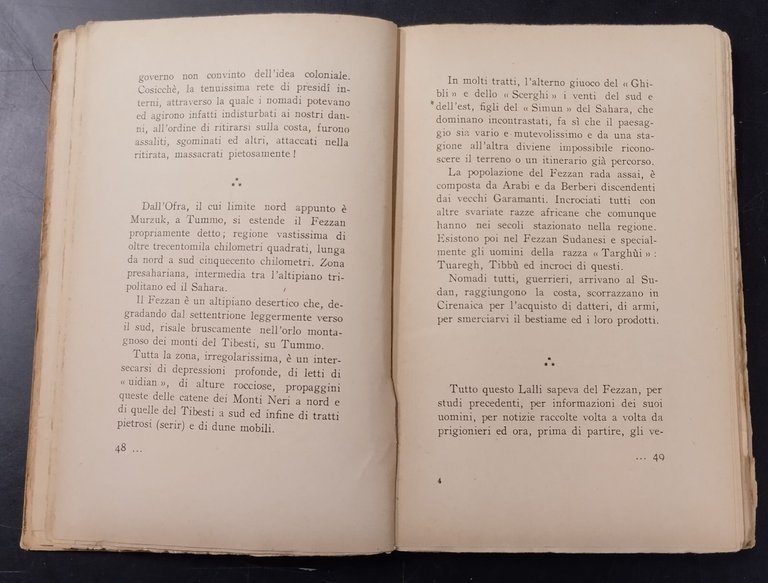 governo non convinto dell'idea coloniale.
Cosicchè, la tenuissima rete di presidî in-
terni, attraverso la quale i nomadi potevano
ed agirono infatti indisturbati ai nostri dan-
ni, all'ordine di ritirarsi sulla costa, furono
assaliti, sgominati ed altri, attaccati nella
ritirata, massacrati pietosamente !
∴
Dall'Ofra, il cui limite nord appunto è
Murzuk, a Tummo, si estende il Fezzan
propriamente detto ; regione vastissima di
oltre trecentomila chilometri quadrati, lunga
da nord a sud cinquecento chilometri. Zona
presahariana, intermedia tra l'altipiano tri-
politano ed il Sahara.
Il Fezzan è un altipiano desertico che, de-
gradando dal settentrione leggermente verso
il sud, risale bruscamente nell'orlo monta-
gnoso dei monti del Tibesti, su Tummo.
Tutta la zona, irregolarissima, è un inter-
secarsi di depressioni profonde, di letti di
« uidian », di alture rocciose, propaggini
queste delle catene dei Monti Neri a nord e
di quelle del Tibesti a sud ed infine di tratti
pietrosi (serir) e di dune mobili.
48 ...
In molti tratti, l'alterno giuoco del « Ghi-
bli » e dello « Scerghi » i venti del sud e
dell'est, figli del « Simun » del Sahara, che
dominano incontrastati, fa sì che il paesag-
gio sia vario e mutevolissimo e da una sta-
gione all'altra diviene impossibile ricono-
scere il terreno o un itinerario già percorso.
La popolazione del Fezzan rada assai, è
composta da Arabi e da Berberi discendenti
dai vecchi Garamanti. Incrociati tutti con
altre svariate razze africane che comunque
hanno nei secoli stazionato nella regione.
Esistono poi nel Fezzan Sudanesi e special-
mente gli uomini della razza « Targhùi » :
Tuaregh, Tibbù ed incroci di questi.
Nomadi tutti, guerrieri, arrivano al Su-
dan, raggiungono la costa, scorrazzano in
Cirenaica per l'acquisto di datteri, di armi,
per smerciarvi il bestiame ed i loro prodotti.
∴
Tutto questo Lalli sapeva del Fezzan, per
studi precedenti, per informazioni dei suoi
uomini, per notizie raccolte volta a volta da
prigionieri ed ora, prima di partire, gli ve-
... 49
4